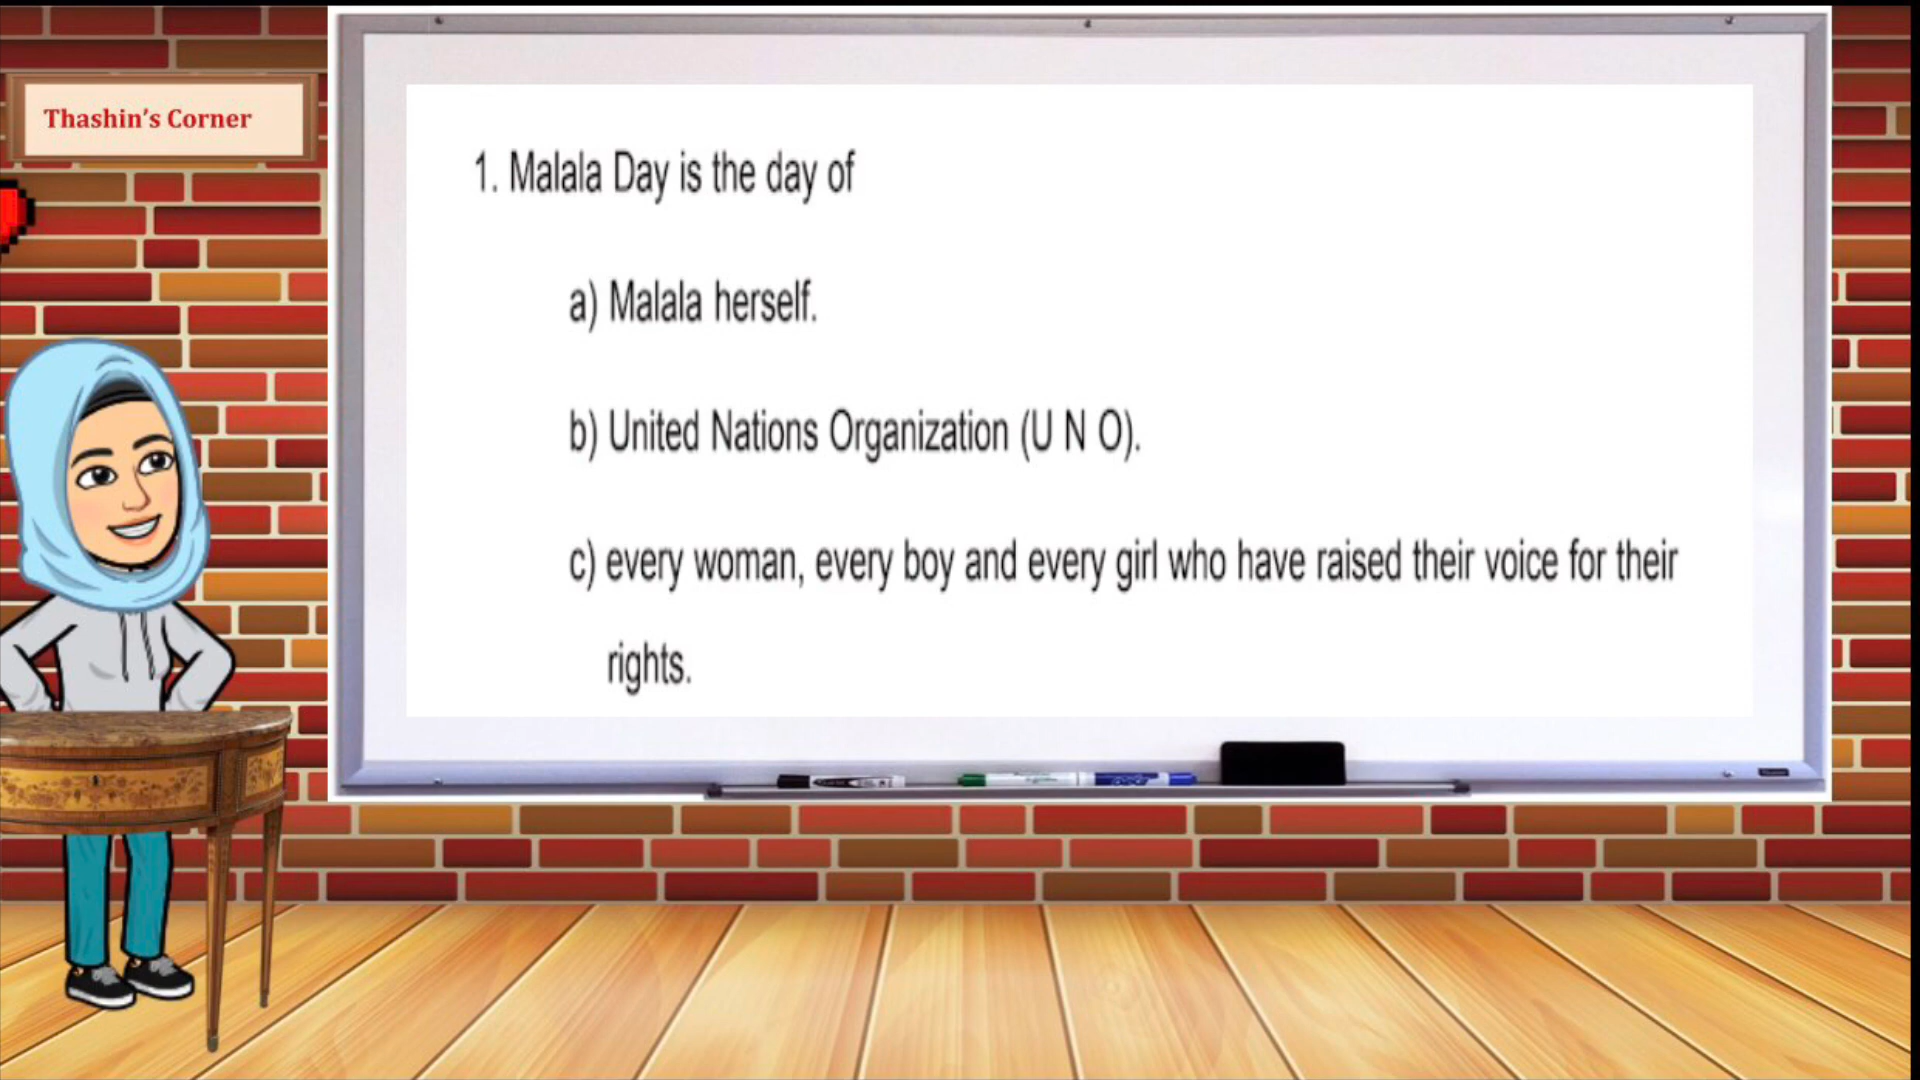 Thashin’s Corner
1. Malala Day is the day of
a) Malala herself.
b) United Nations Organization (U N O).
c) every woman, every boy and every girl who have raised their voice for their
rights.